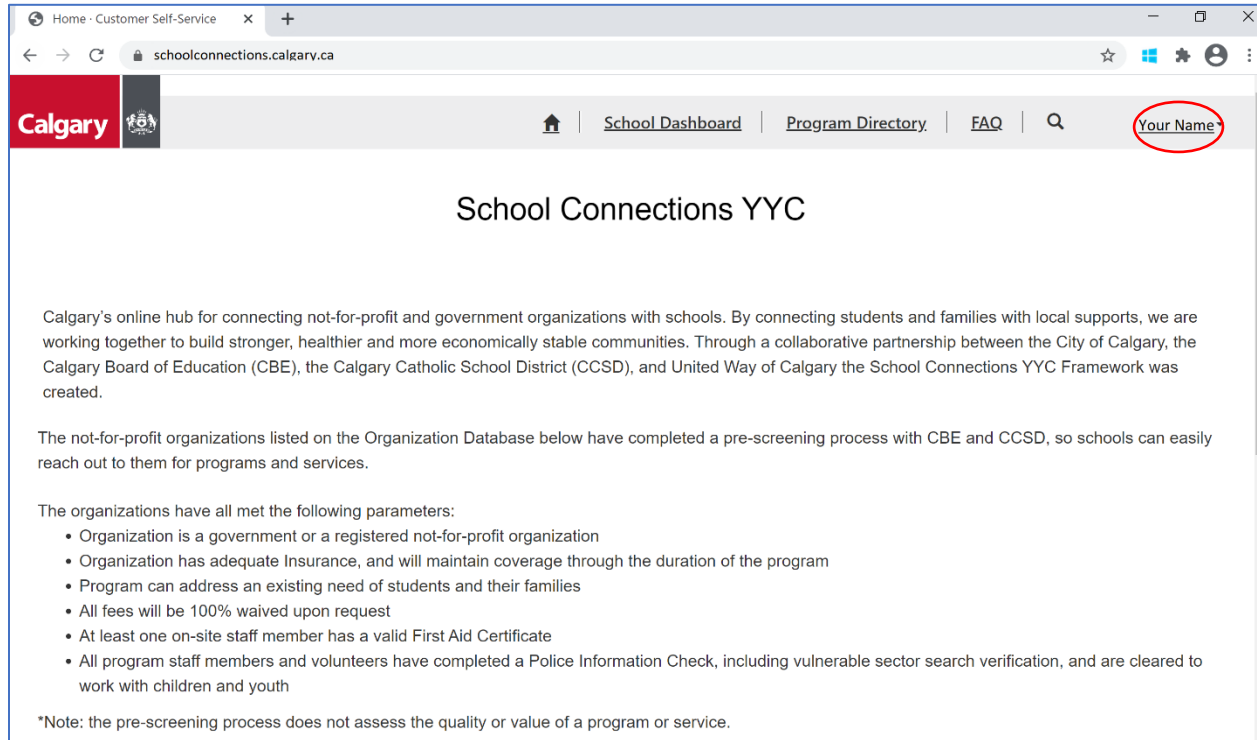 Home · Customer Self-Service
schoolconnections.calgary.ca
Calgary
School Dashboard
Program Directory
FAQ
Your Name
School Connections YYC
Calgary’s online hub for connecting not-for-profit and government organizations with schools. By connecting students and families with local supports, we are
working together to build stronger, healthier and more economically stable communities. Through a collaborative partnership between the City of Calgary, the
Calgary Board of Education (CBE), the Calgary Catholic School District (CCSD), and United Way of Calgary the School Connections YYC Framework was
created.
The not-for-profit organizations listed on the Organization Database below have completed a pre-screening process with CBE and CCSD, so schools can easily
reach out to them for programs and services.
The organizations have all met the following parameters:
• Organization is a government or a registered not-for-profit organization
• Organization has adequate Insurance, and will maintain coverage through the duration of the program
• Program can address an existing need of students and their families
• All fees will be 100% waived upon request
• At least one on-site staff member has a valid First Aid Certificate
• All program staff members and volunteers have completed a Police Information Check, including vulnerable sector search verification, and are cleared to
work with children and youth
*Note: the pre-screening process does not assess the quality or value of a program or service.